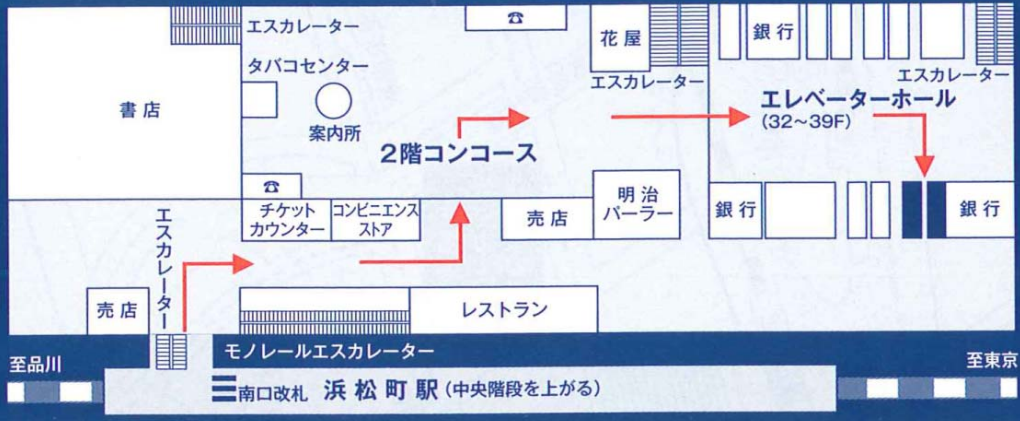 エスカレーター
花屋
銀行
タバコセンター
エスカレーター
エスカレーター
書店
エレベーターホール
(32〜39F)
案内所
2階コンコース
チケット
カウンター
コンビニエンス
ストア
売店
明治
パーラー
銀行
銀行
エスカレーター
売店
レストラン
モノレールエスカレーター
至品川
至東京
南口改札 浜松町駅(中央階段を上がる)